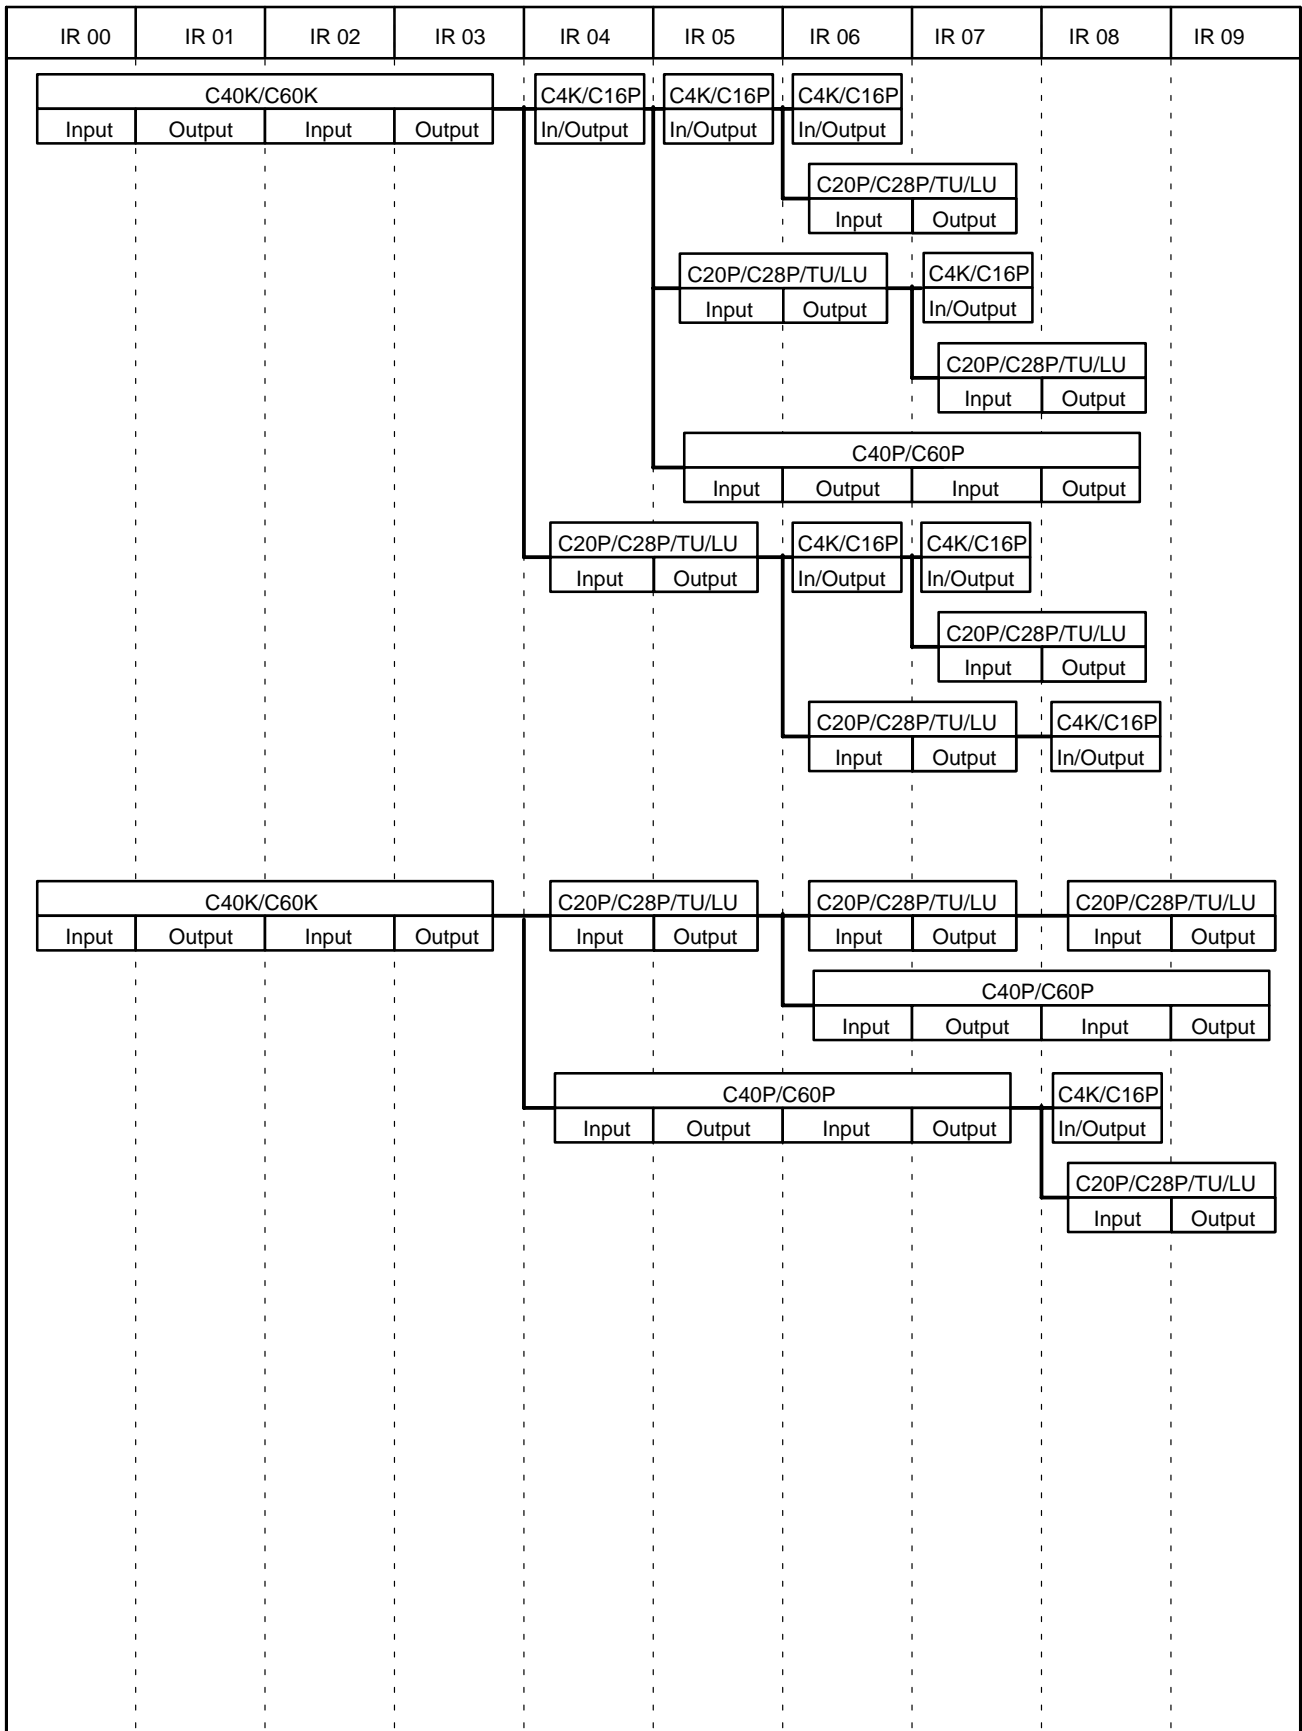 IR 00 IR 01 IR 02 IR 03 IR 04 IR 05 IR 06 IR 07 IR 08 IR 09
C40K/C60K C4K/C16P C4K/C16P C4K/C16P
Input Output Input Output In/Output In/Output In/Output
C20P/C28P/TU/LU
Input Output
C20P/C28P/TU/LU C4K/C16P
Input Output In/Output
C20P/C28P/TU/LU
Input Output
C40P/C60P
Input Output Input Output
C20P/C28P/TU/LU C4K/C16P C4K/C16P
Input Output In/Output In/Output
C20P/C28P/TU/LU
Input Output
C20P/C28P/TU/LU C4K/C16P
Input Output In/Output
C40K/C60K C20P/C28P/TU/LU C20P/C28P/TU/LU C20P/C28P/TU/LU
Input Output Input Output Input Output Input Output Input Output
C40P/C60P
Input Output Input Output
C40P/C60P C4K/C16P
Input Output Input Output In/Output
C20P/C28P/TU/LU
Input Output